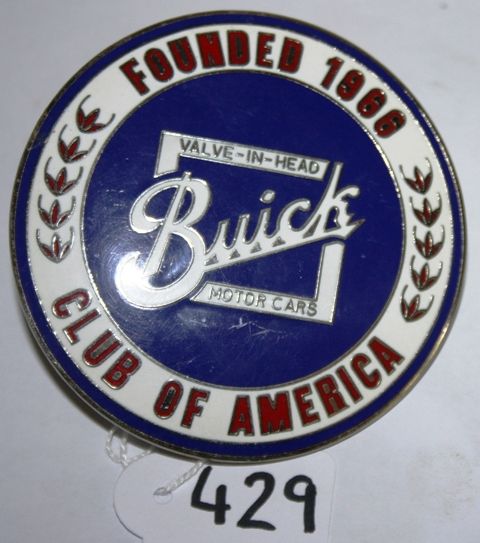 FOUNDED 1966
VALVE-IN-HEAD
Buick
MOTOR CARS
CLUB OF AMERICA
429